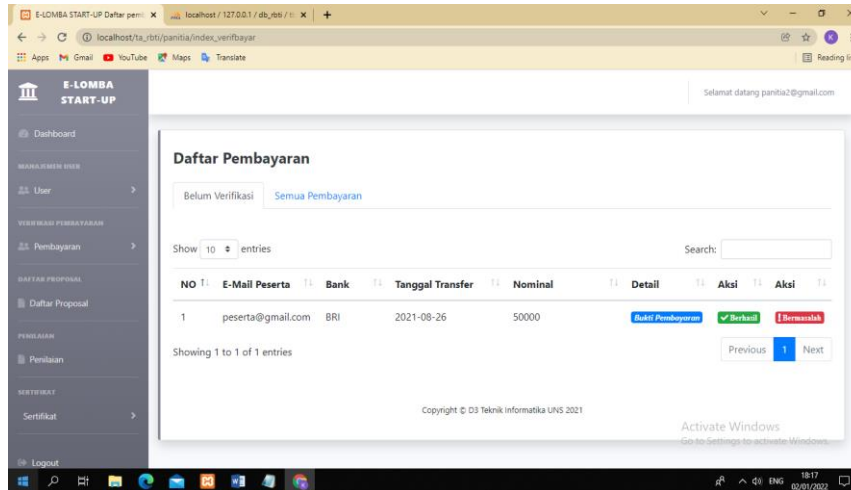 E-LOMBA START-UP Daftar pemb
localhost / 127.0.0.1 / db_rbti / t
localhost/ta_rbti/panitia/index_verifbayar
Apps Gmail YouTube Maps Translate
Reading li
E-LOMBA
START-UP
Selamat datang panitia2@gmail.com
Dashboard
MANAJEMEN USER
User
VERIFIKASI PEMBAYARAN
Pembayaran
DAFTAR PROPOSAL
Daftar Proposal
PENILAIAN
Penilaian
SERTIFIKAT
Sertifikat
Logout
Daftar Pembayaran
Belum Verifikasi Semua Pembayaran
Show 10 entries
Search:
NO E-Mail Peserta Bank Tanggal Transfer Nominal Detail Aksi Aksi
1 peserta@gmail.com BRI 2021-08-26 50000 Bukti Pembayaran Berhasil Bermasalah
Showing 1 to 1 of 1 entries
Previous 1 Next
Copyright © D3 Teknik Informatika UNS 2021
Activate Windows
Go to Settings to activate Windows.
ENG
18:17
02/01/2022